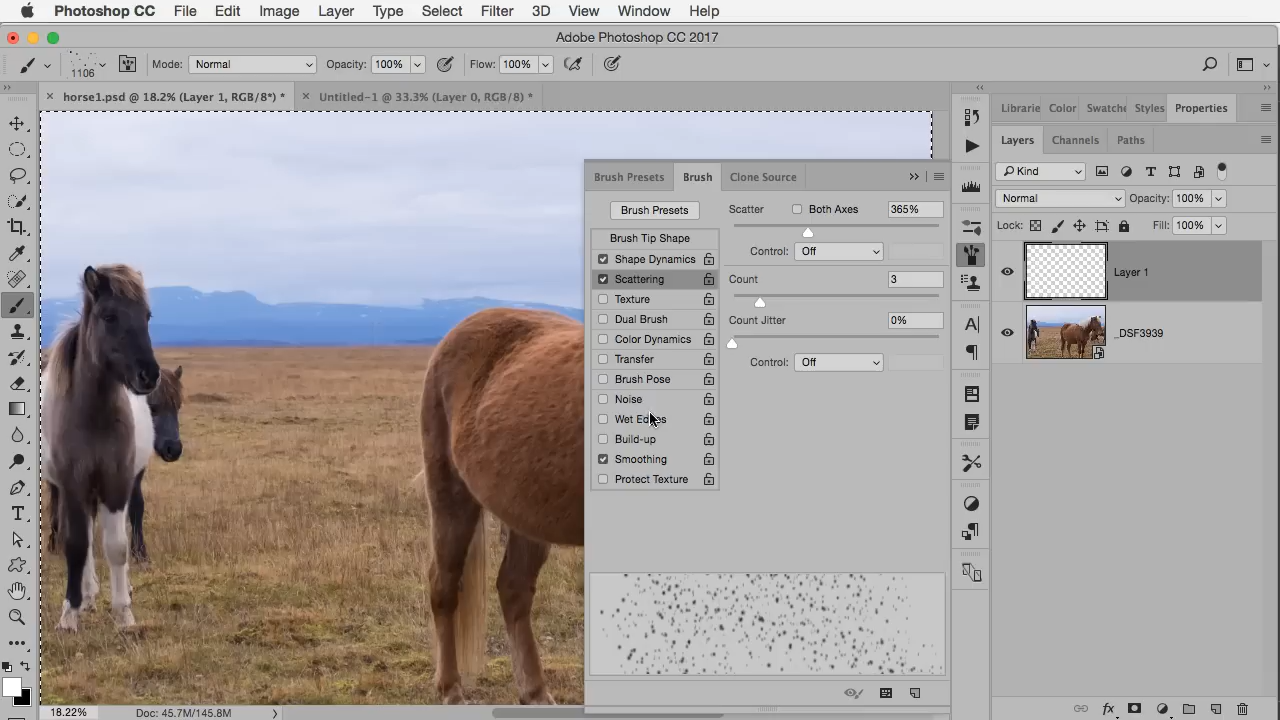 Photoshop CC File Edit Image Layer Type Select Filter 3D View Window Help
Adobe Photoshop CC 2017
1106
Mode: Normal Opacity: 100% Flow: 100%
horse1.psd @ 18.2% (Layer 1, RGB/8*) *
Untitled-1 @ 33.3% (Layer 0, RGB/8) *
Brush Presets Brush Clone Source
Brush Presets
Brush Tip Shape
Shape Dynamics
Scattering
Texture
Dual Brush
Color Dynamics
Transfer
Brush Pose
Noise
Wet Edges
Build-up
Smoothing
Protect Texture
Scatter Both Axes 365%
Control: Off
Count 3
Count Jitter 0%
Control: Off
Librarie Color Swatche Styles Properties
Layers Channels Paths
Kind
Normal Opacity: 100%
Lock: Fill: 100%
Layer 1
_DSF3939
18.22% Doc: 45.7M/145.8M
fx